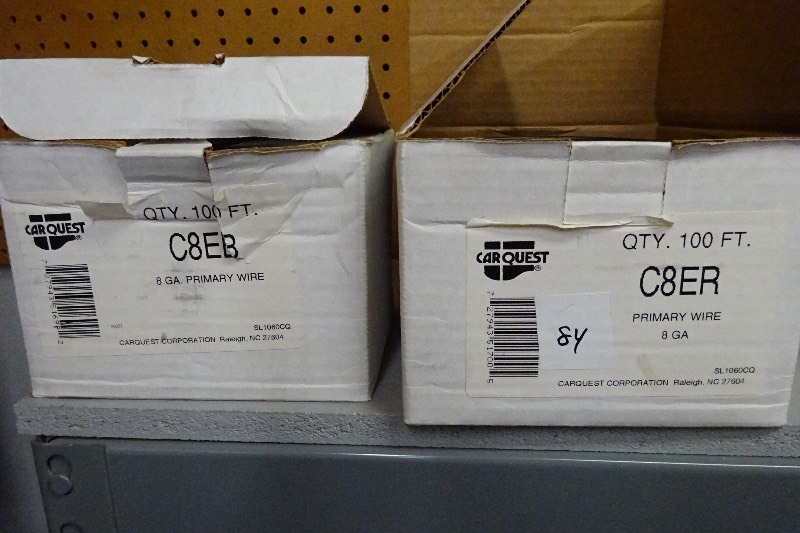 QTY. 100 FT.
CARQUEST
C8EB
8 GA. PRIMARY WIRE
SL1060CQ
CARQUEST CORPORATION Raleigh, NC 27604
QTY. 100 FT.
CARQUEST
C8ER
PRIMARY WIRE
8 GA
84
SL1060CQ
CARQUEST CORPORATION Raleigh, NC 27604